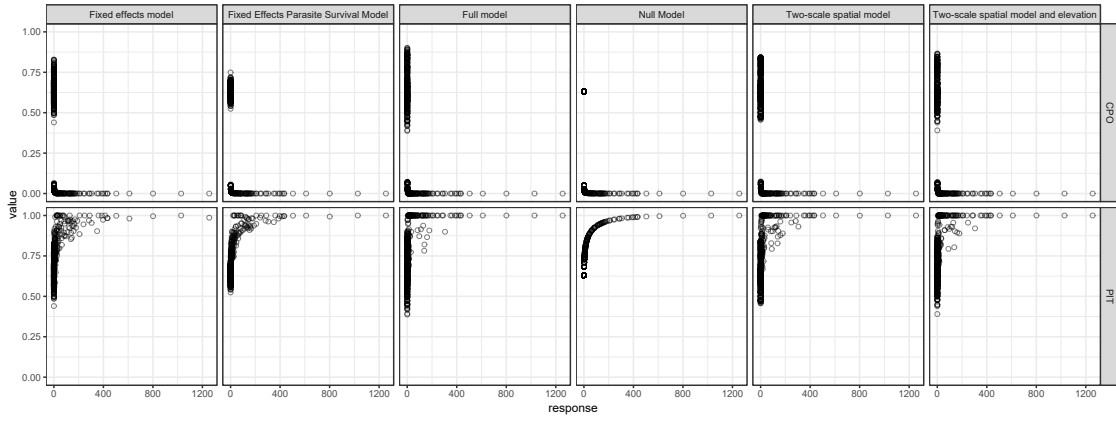 Fixed effects model
Fixed Effects Parasite Survival Model
Full model
Null Model
Two-scale spatial model
Two-scale spatial model and elevation
1.00
0.75
0.50
0.25
0.00
CPO
value
1.00
0.75
0.50
0.25
0.00
PIT
0 400 800 1200 0 400 800 1200 0 400 800 1200 0 400 800 1200 0 400 800 1200 0 400 800 1200
response